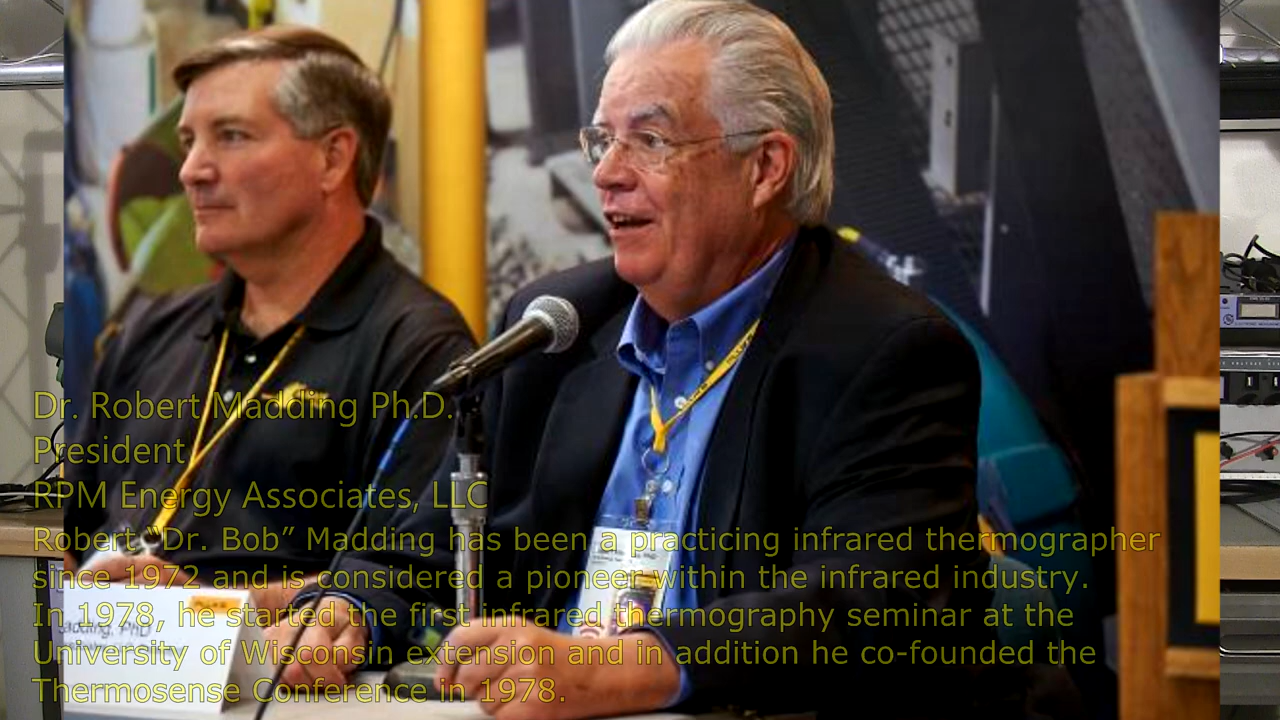 Dr. Robert Madding Ph.D.
President
RPM Energy Associates, LLC
Robert “Dr. Bob” Madding has been a practicing infrared thermographer
since 1972 and is considered a pioneer within the infrared industry.
In 1978, he started the first infrared thermography seminar at the
University of Wisconsin extension and in addition he co-founded the
Thermosense Conference in 1978.
adding, PhD